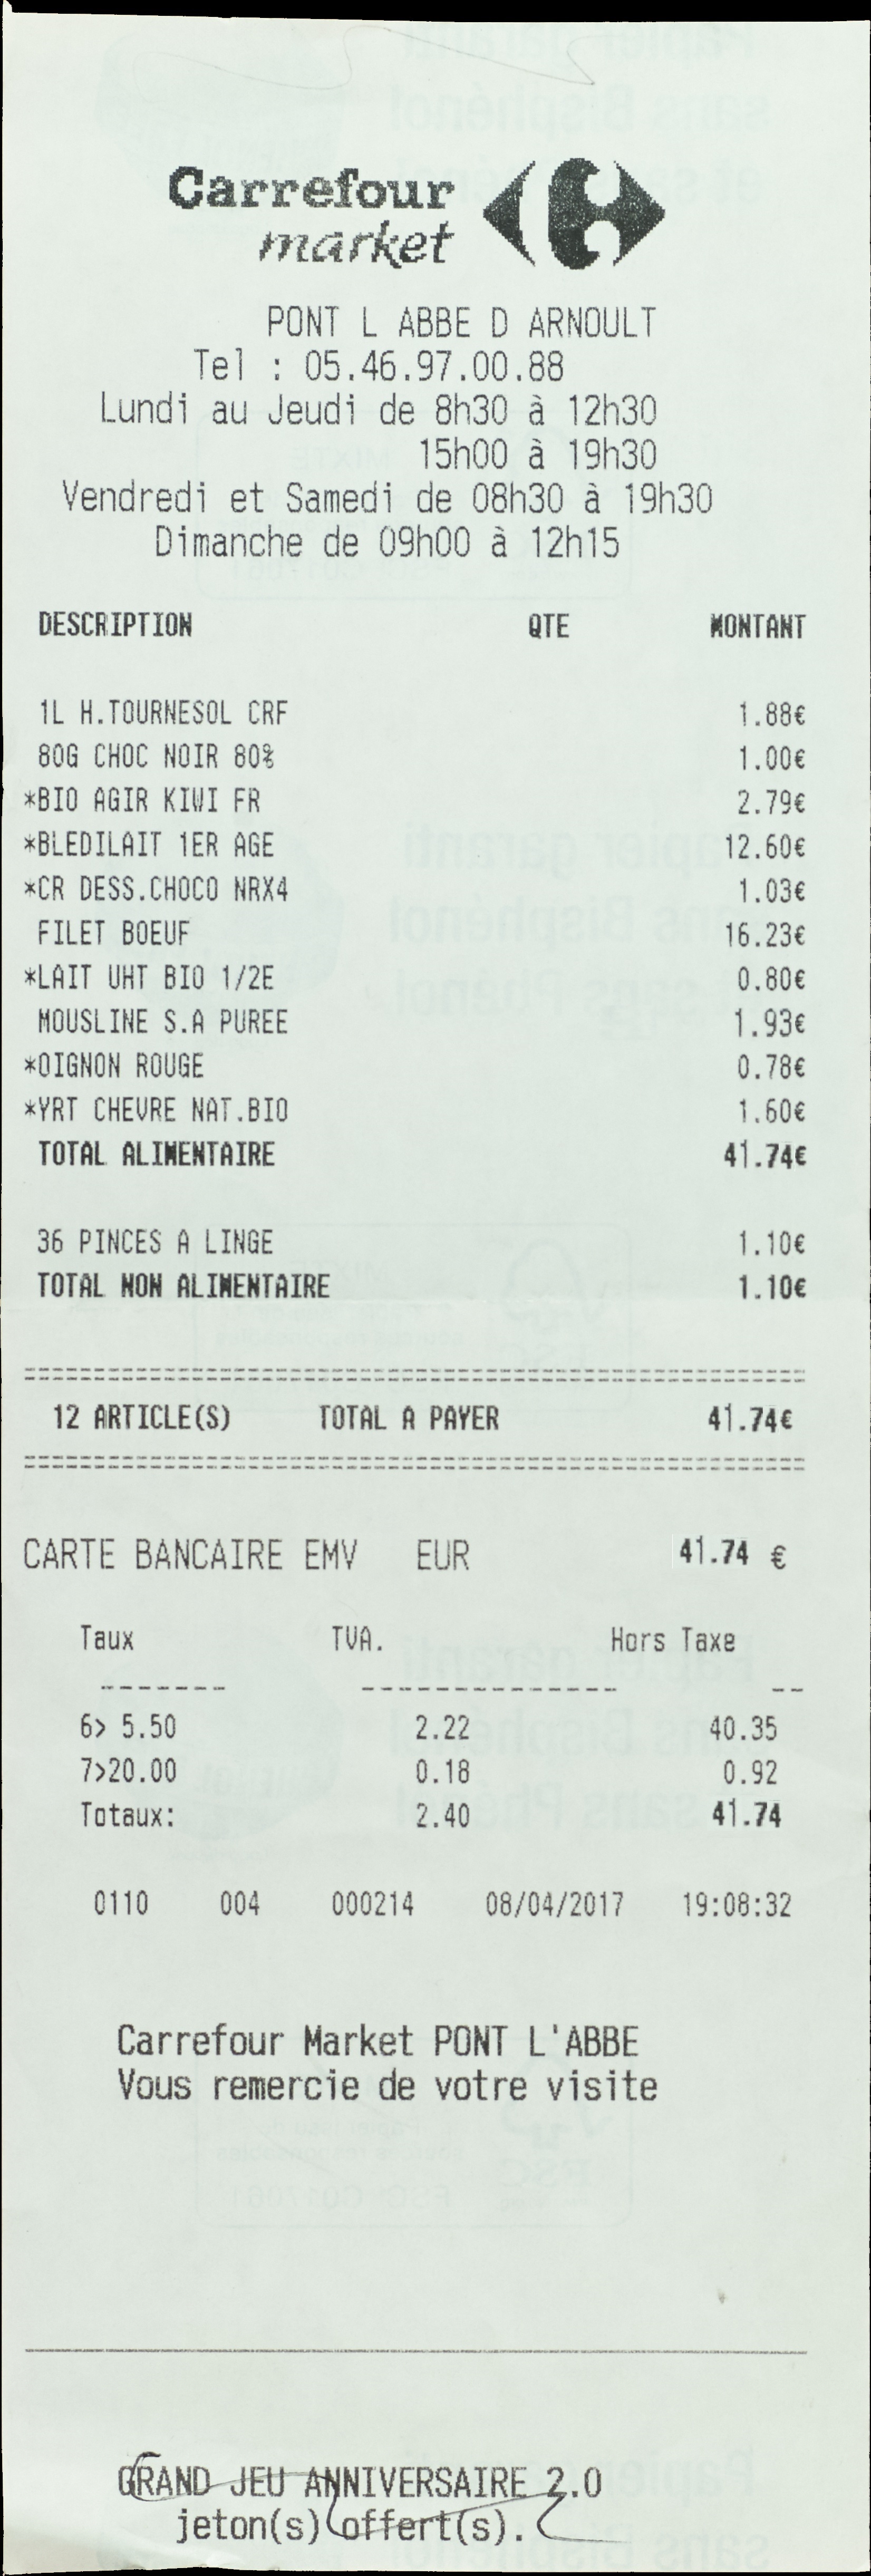 Carrefour
market
PONT L ABBE D ARNOULT
Tel : 05.46.97.00.88
Lundi au Jeudi de 8h30 à 12h30
15h00 à 19h30
Vendredi et Samedi de 08h30 à 19h30
Dimanche de 09h00 à 12h15
DESCRIPTION QTE MONTANT
1L H.TOURNESOL CRF 1.88€
80G CHOC NOIR 80% 1.00€
*BIO AGIR KIWI FR 2.79€
*BLEDILAIT 1ER AGE 12.60€
*CR DESS.CHOCO NRX4 1.03€
FILET BOEUF 16.23€
*LAIT UHT BIO 1/2E 0.80€
MOUSLINE S.A PUREE 1.93€
*OIGNON ROUGE 0.78€
*YRT CHEVRE NAT.BIO 1.60€
TOTAL ALIMENTAIRE 41.74€
36 PINCES A LINGE 1.10€
TOTAL NON ALIMENTAIRE 1.10€
12 ARTICLE(S) TOTAL A PAYER 41.74€
CARTE BANCAIRE EMV EUR 41.74 €
Taux TVA. Hors Taxe
6> 5.50 2.22 40.35
7>20.00 0.18 0.92
Totaux: 2.40 41.74
0110 004 000214 08/04/2017 19:08:32
Carrefour Market PONT L'ABBE
Vous remercie de votre visite
GRAND JEU ANNIVERSAIRE 2.0
jeton(s) offert(s).